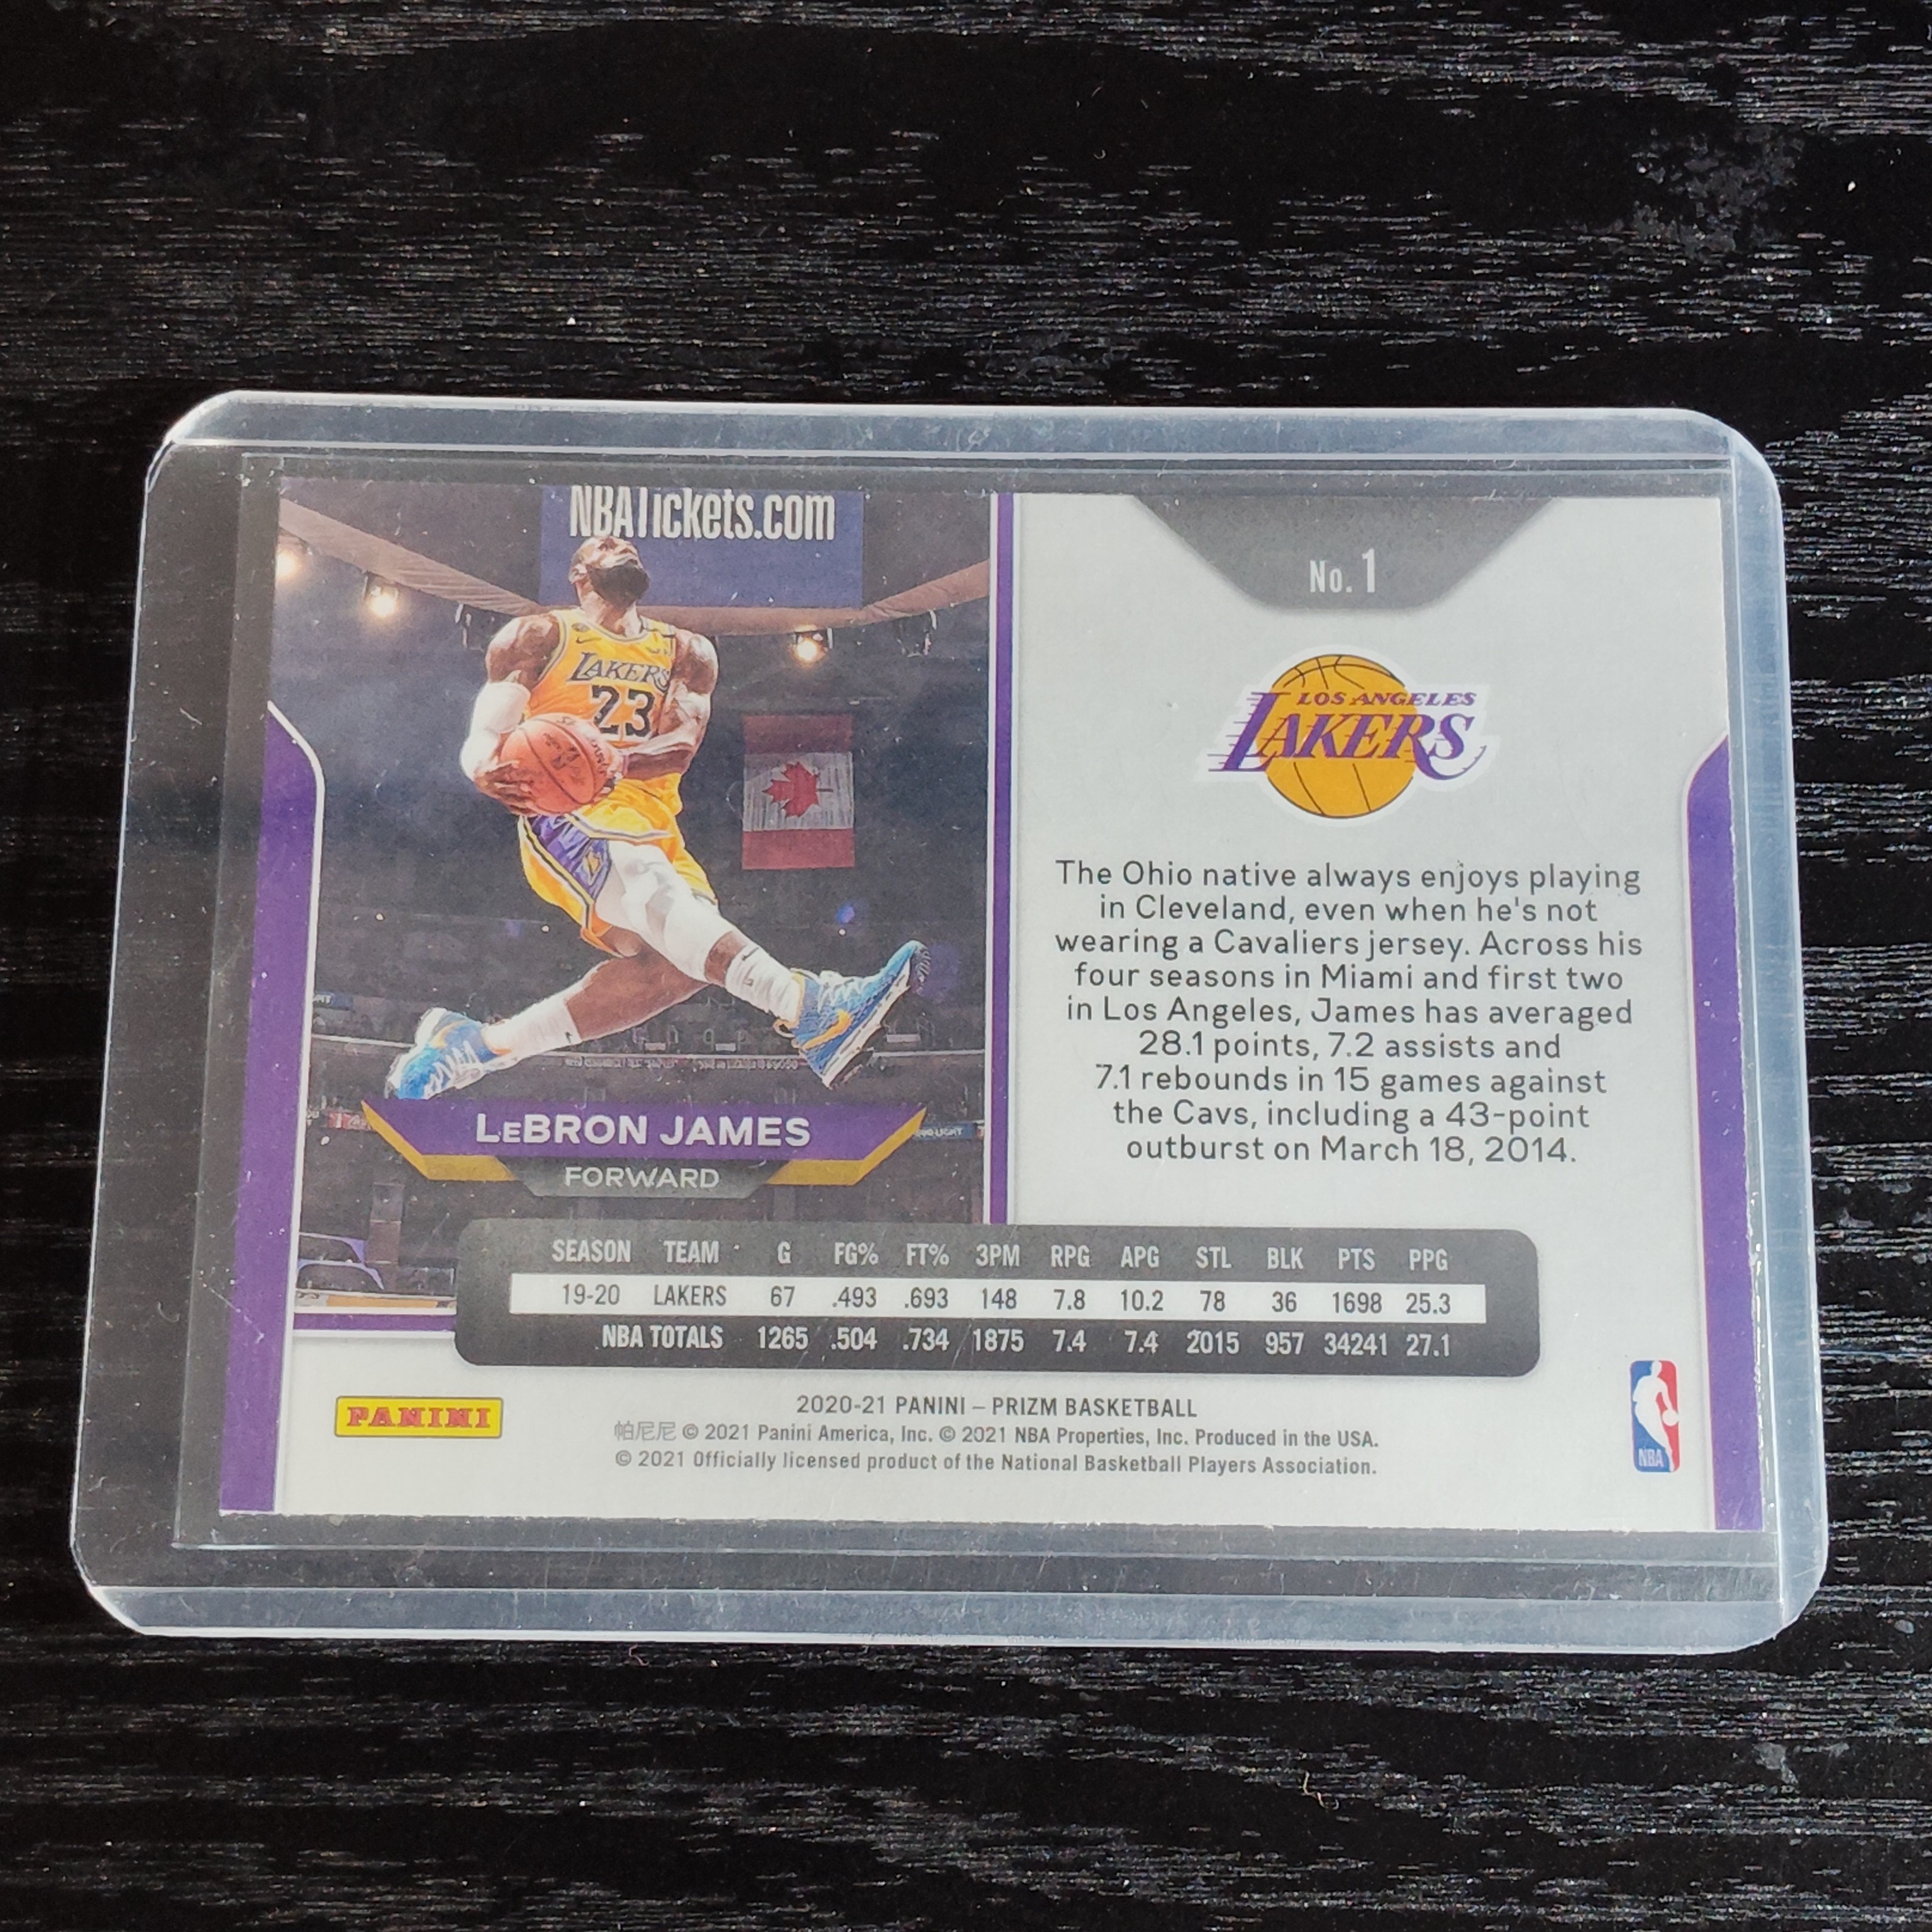 NBATickets.com
LAKERS
23
LeBRON JAMES
FORWARD
No. 1
LOS ANGELES
LAKERS
The Ohio native always enjoys playing
in Cleveland, even when he's not
wearing a Cavaliers jersey. Across his
four seasons in Miami and first two
in Los Angeles, James has averaged
28.1 points, 7.2 assists and
7.1 rebounds in 15 games against
the Cavs, including a 43-point
outburst on March 18, 2014.
SEASON TEAM G FG% FT% 3PM RPG APG STL BLK PTS PPG
19-20 LAKERS 67 .493 .693 148 7.8 10.2 78 36 1698 25.3
NBA TOTALS 1265 .504 .734 1875 7.4 7.4 2015 957 34241 27.1
PANINI
2020-21 PANINI – PRIZM BASKETBALL
帕尼尼 © 2021 Panini America, Inc. © 2021 NBA Properties, Inc. Produced in the USA.
© 2021 Officially licensed product of the National Basketball Players Association.
NBA